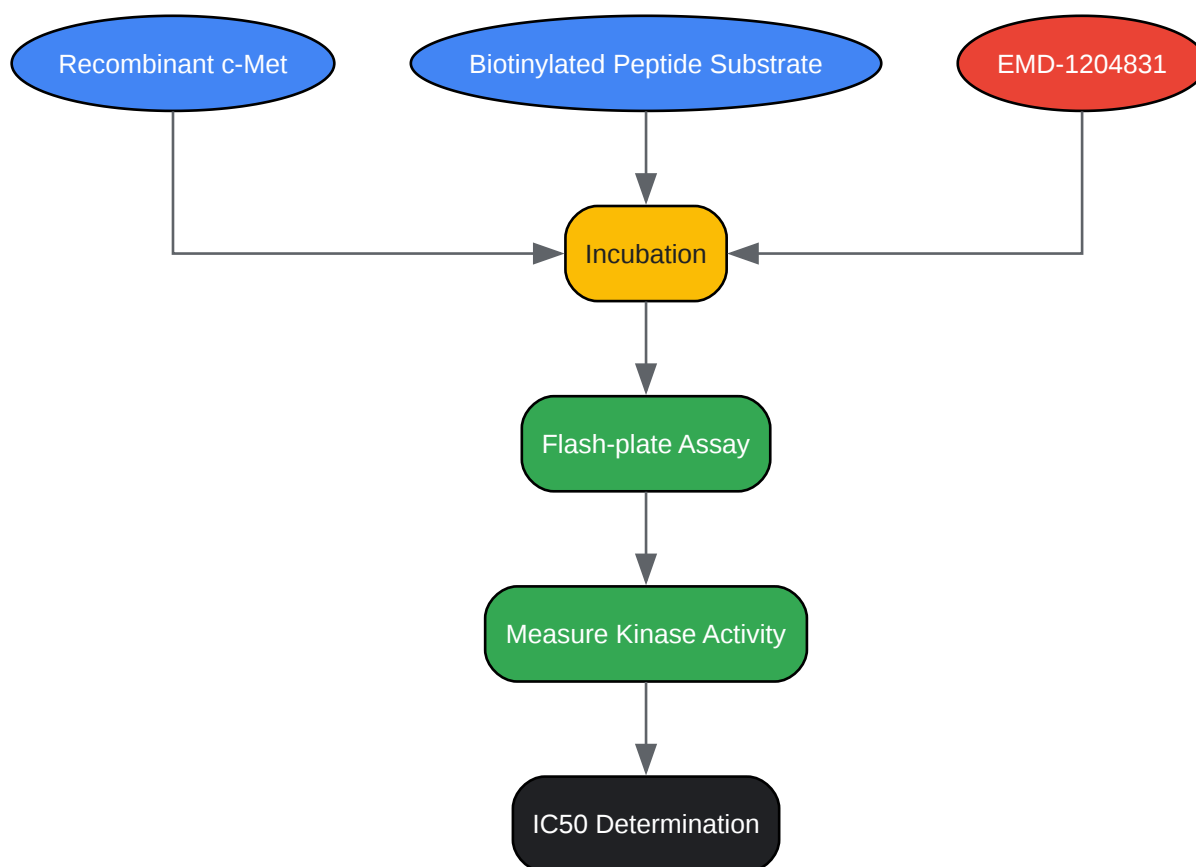 Recombinant c-Met
Biotinylated Peptide Substrate
EMD-1204831
Incubation
Flash-plate Assay
Measure Kinase Activity
IC50 Determination